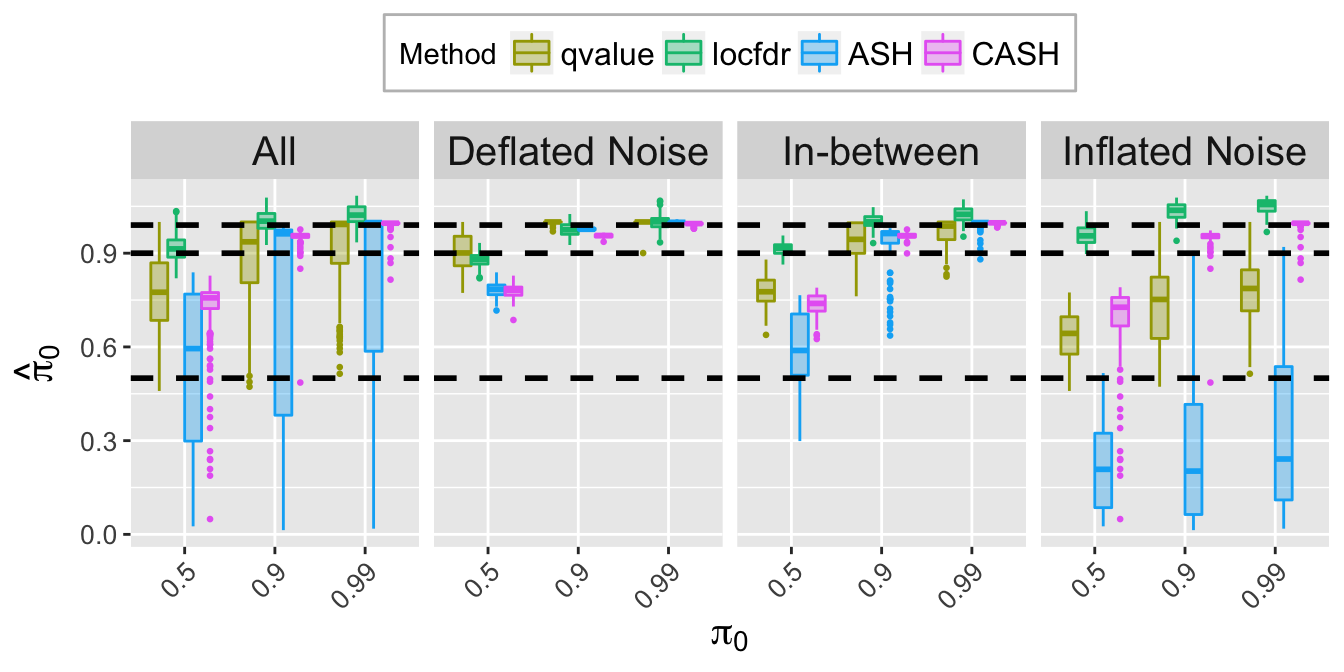 Method qvalue locfdr ASH CASH
All Deflated Noise In-between Inflated Noise
0.9
0.6
0.3
0.0
π̂0
0.5 0.9 0.99 0.5 0.9 0.99 0.5 0.9 0.99 0.5 0.9 0.99
π0